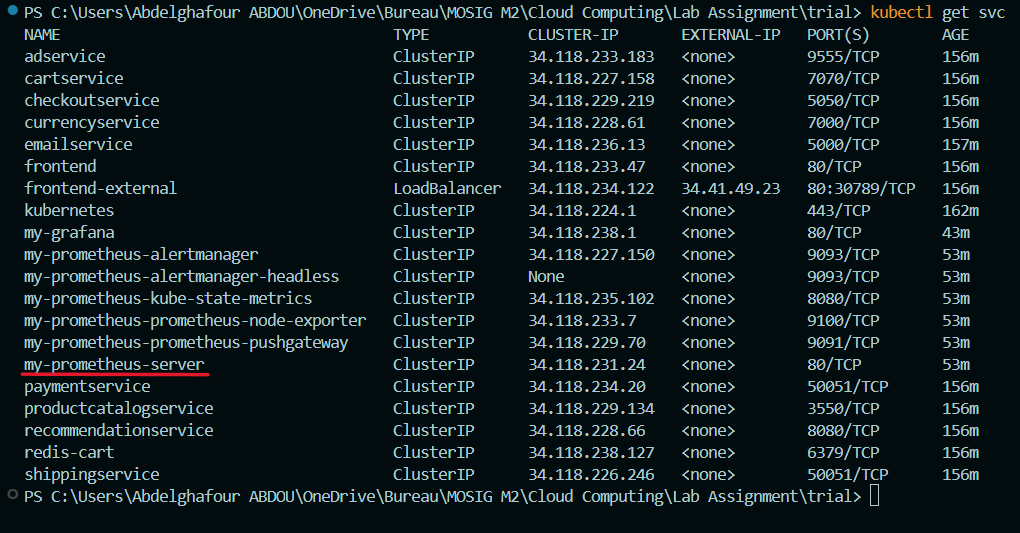 PS C:\Users\Abdelghafour ABDOU\OneDrive\Bureau\MOSIG M2\Cloud Computing\Lab Assignment\trial> kubectl get svc
NAME TYPE CLUSTER-IP EXTERNAL-IP PORT(S) AGE
adservice ClusterIP 34.118.233.183 <none> 9555/TCP 156m
cartservice ClusterIP 34.118.227.158 <none> 7070/TCP 156m
checkoutservice ClusterIP 34.118.229.219 <none> 5050/TCP 156m
currencyservice ClusterIP 34.118.228.61 <none> 7000/TCP 156m
emailservice ClusterIP 34.118.236.13 <none> 5000/TCP 157m
frontend ClusterIP 34.118.233.47 <none> 80/TCP 156m
frontend-external LoadBalancer 34.118.234.122 34.41.49.23 80:30789/TCP 156m
kubernetes ClusterIP 34.118.224.1 <none> 443/TCP 162m
my-grafana ClusterIP 34.118.238.1 <none> 80/TCP 43m
my-prometheus-alertmanager ClusterIP 34.118.227.150 <none> 9093/TCP 53m
my-prometheus-alertmanager-headless ClusterIP None <none> 9093/TCP 53m
my-prometheus-kube-state-metrics ClusterIP 34.118.235.102 <none> 8080/TCP 53m
my-prometheus-prometheus-node-exporter ClusterIP 34.118.233.7 <none> 9100/TCP 53m
my-prometheus-prometheus-pushgateway ClusterIP 34.118.229.70 <none> 9091/TCP 53m
my-prometheus-server ClusterIP 34.118.231.24 <none> 80/TCP 53m
paymentservice ClusterIP 34.118.234.20 <none> 50051/TCP 156m
productcatalogservice ClusterIP 34.118.229.134 <none> 3550/TCP 156m
recommendationservice ClusterIP 34.118.228.66 <none> 8080/TCP 156m
redis-cart ClusterIP 34.118.238.127 <none> 6379/TCP 156m
shippingservice ClusterIP 34.118.226.246 <none> 50051/TCP 156m
PS C:\Users\Abdelghafour ABDOU\OneDrive\Bureau\MOSIG M2\Cloud Computing\Lab Assignment\trial>